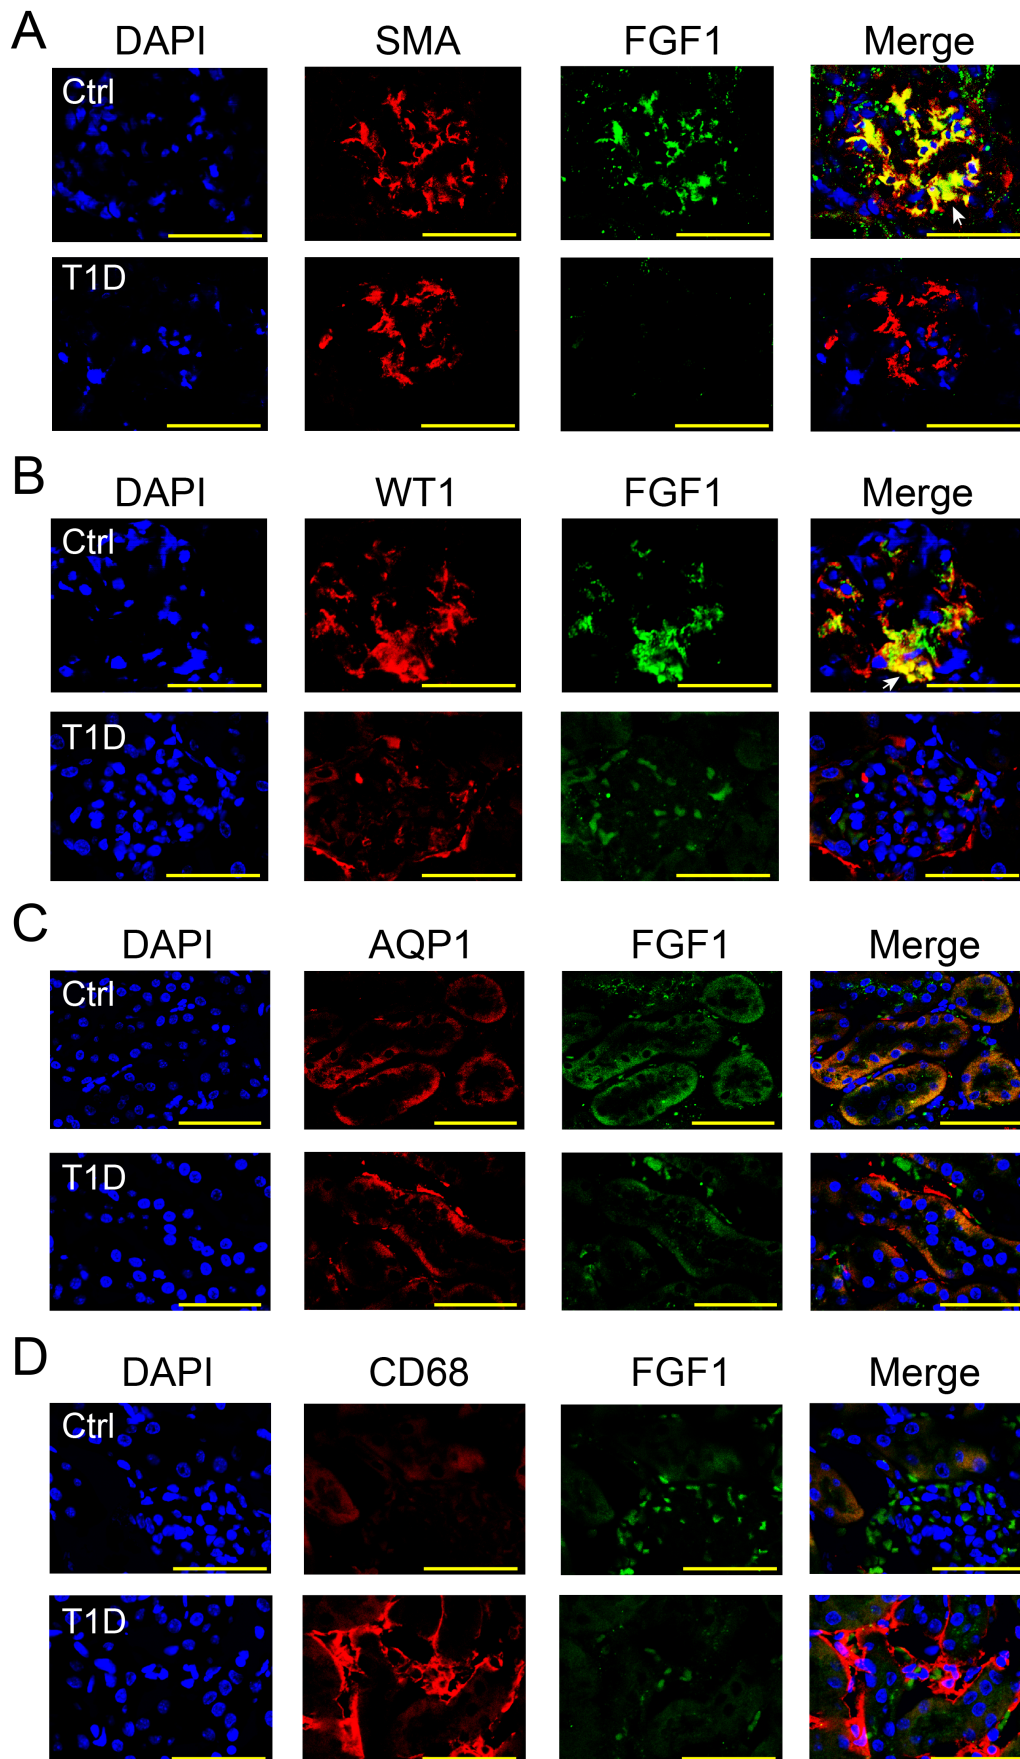 A
DAPI SMA FGF1 Merge
Ctrl
T1D
B
DAPI WT1 FGF1 Merge
Ctrl
T1D
C
DAPI AQP1 FGF1 Merge
Ctrl
T1D
D
DAPI CD68 FGF1 Merge
Ctrl
T1D